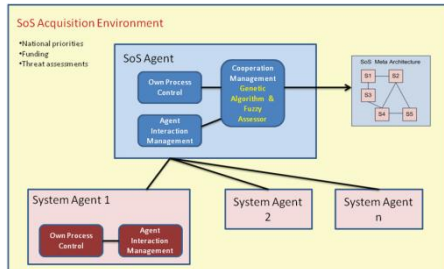 SoS Acquisition Environment
•National priorities
•Funding
•Threat assessments
SoS Agent
Own Process
Control
Agent
Interaction
Management
Cooperation
Management
Genetic
Algorithm &
Fuzzy
Assessor
SoS Meta Architecture
S1
S2
S3
S4
S5
System Agent 1
Own Process
Control
Agent
Interaction
Management
System Agent
2
System Agent
n